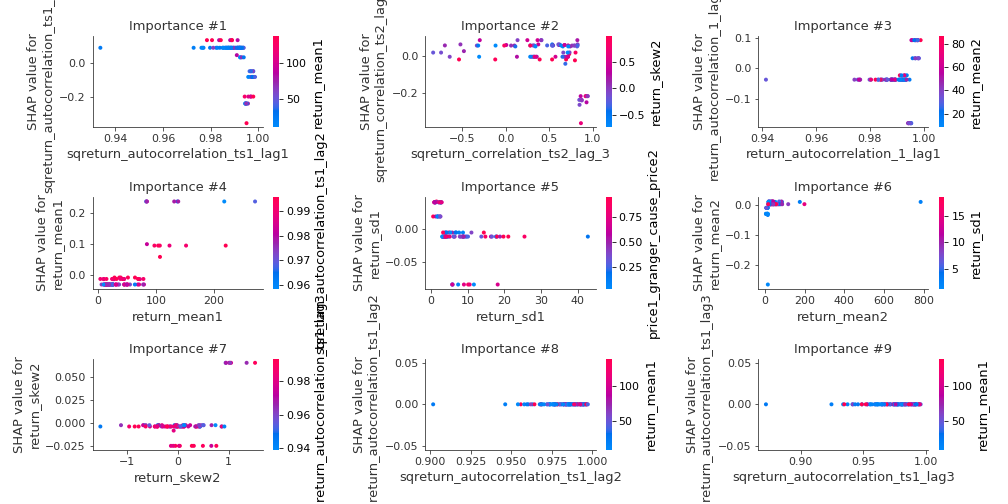 Importance #1
Importance #2
Importance #3
SHAP value for
sqreturn_autocorrelation_ts1_
0.0
−0.2
0.94
0.96
0.98
1.00
sqreturn_autocorrelation_ts1_lag1
100
50
return_mean1
SHAP value for
sqreturn_correlation_ts2_lag_
0.0
−0.2
−0.5
0.0
0.5
1.0
sqreturn_correlation_ts2_lag_3
0.5
0.0
−0.5
return_skew2
SHAP value for
return_autocorrelation_1_lag
0.1
0.0
−0.1
0.94
0.96
0.98
1.00
return_autocorrelation_1_lag1
80
60
40
20
return_mean2
Importance #4
Importance #5
Importance #6
SHAP value for
return_mean1
0.2
0.1
0.0
0
100
200
return_mean1
0.99
0.98
0.97
0.96
sqreturn_autocorrelation_ts1_lag2
SHAP value for
return_sd1
0.00
−0.05
0
10
20
30
40
return_sd1
0.75
0.50
0.25
price1_granger_cause_price2
SHAP value for
return_mean2
0.0
−0.1
−0.2
0
200
400
600
800
return_mean2
15
10
5
return_sd1
Importance #7
Importance #8
Importance #9
SHAP value for
return_skew2
0.050
0.025
0.000
−0.025
−1
0
1
return_skew2
0.98
0.96
0.94
sqreturn_autocorrelation_ts1_lag3
SHAP value for
sqreturn_autocorrelation_ts1_lag2
0.05
0.00
−0.05
0.900
0.925
0.950
0.975
1.000
sqreturn_autocorrelation_ts1_lag2
100
50
return_mean1
SHAP value for
sqreturn_autocorrelation_ts1_lag3
0.05
0.00
−0.05
0.90
0.95
1.00
sqreturn_autocorrelation_ts1_lag3
100
50
return_mean1